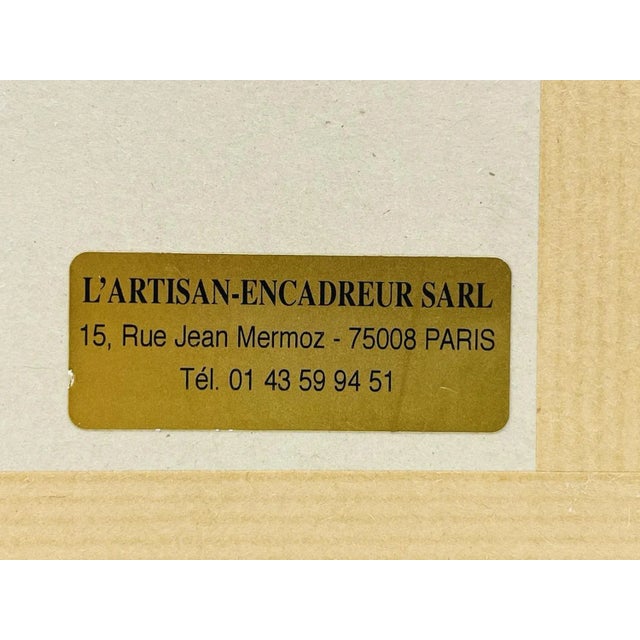 L'ARTISAN-ENCADREUR SARL
15, Rue Jean Mermoz - 75008 PARIS
Tél. 01 43 59 94 51